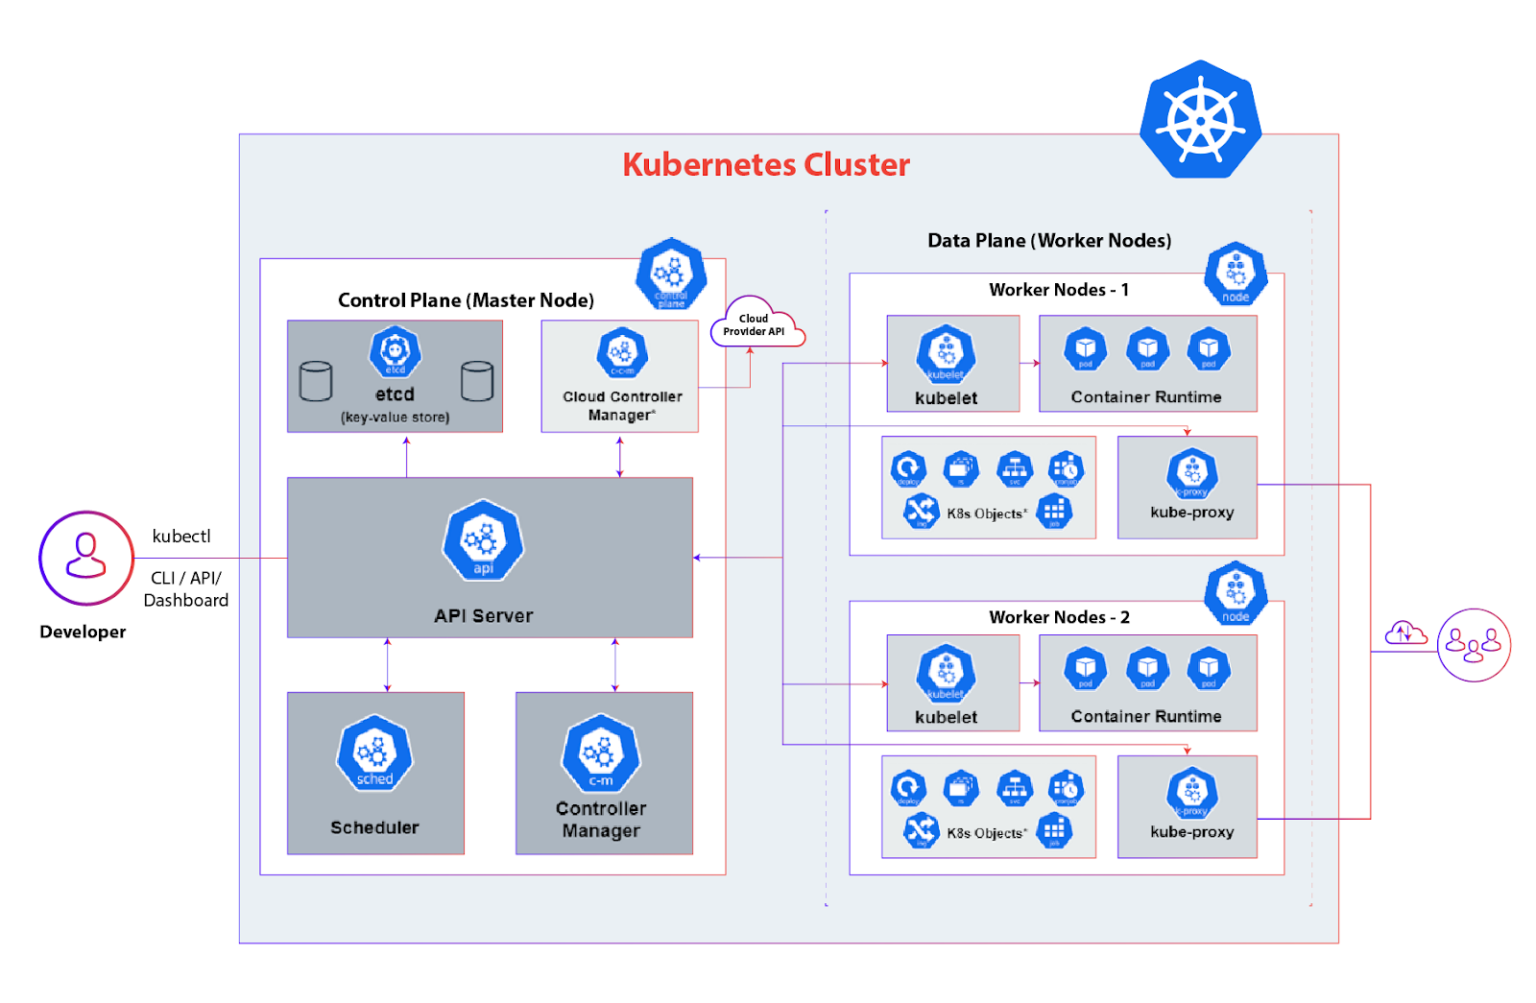 Kubernetes Cluster
Control Plane (Master Node)
control
plane
etcd
etcd
(key-value store)
c-c-m
Cloud Controller
Manager*
Cloud
Provider API
kubectl
CLI / API/
Dashboard
Developer
api
API Server
sched
Scheduler
c-m
Controller
Manager
Data Plane (Worker Nodes)
Worker Nodes - 1
node
kubelet
kubelet
pod
pod
pod
Container Runtime
deploy
rs
svc
K8s Objects*
ing
job
k-proxy
kube-proxy
Worker Nodes - 2
node
kubelet
kubelet
pod
pod
pod
Container Runtime
deploy
rs
svc
K8s Objects*
ing
job
k-proxy
kube-proxy